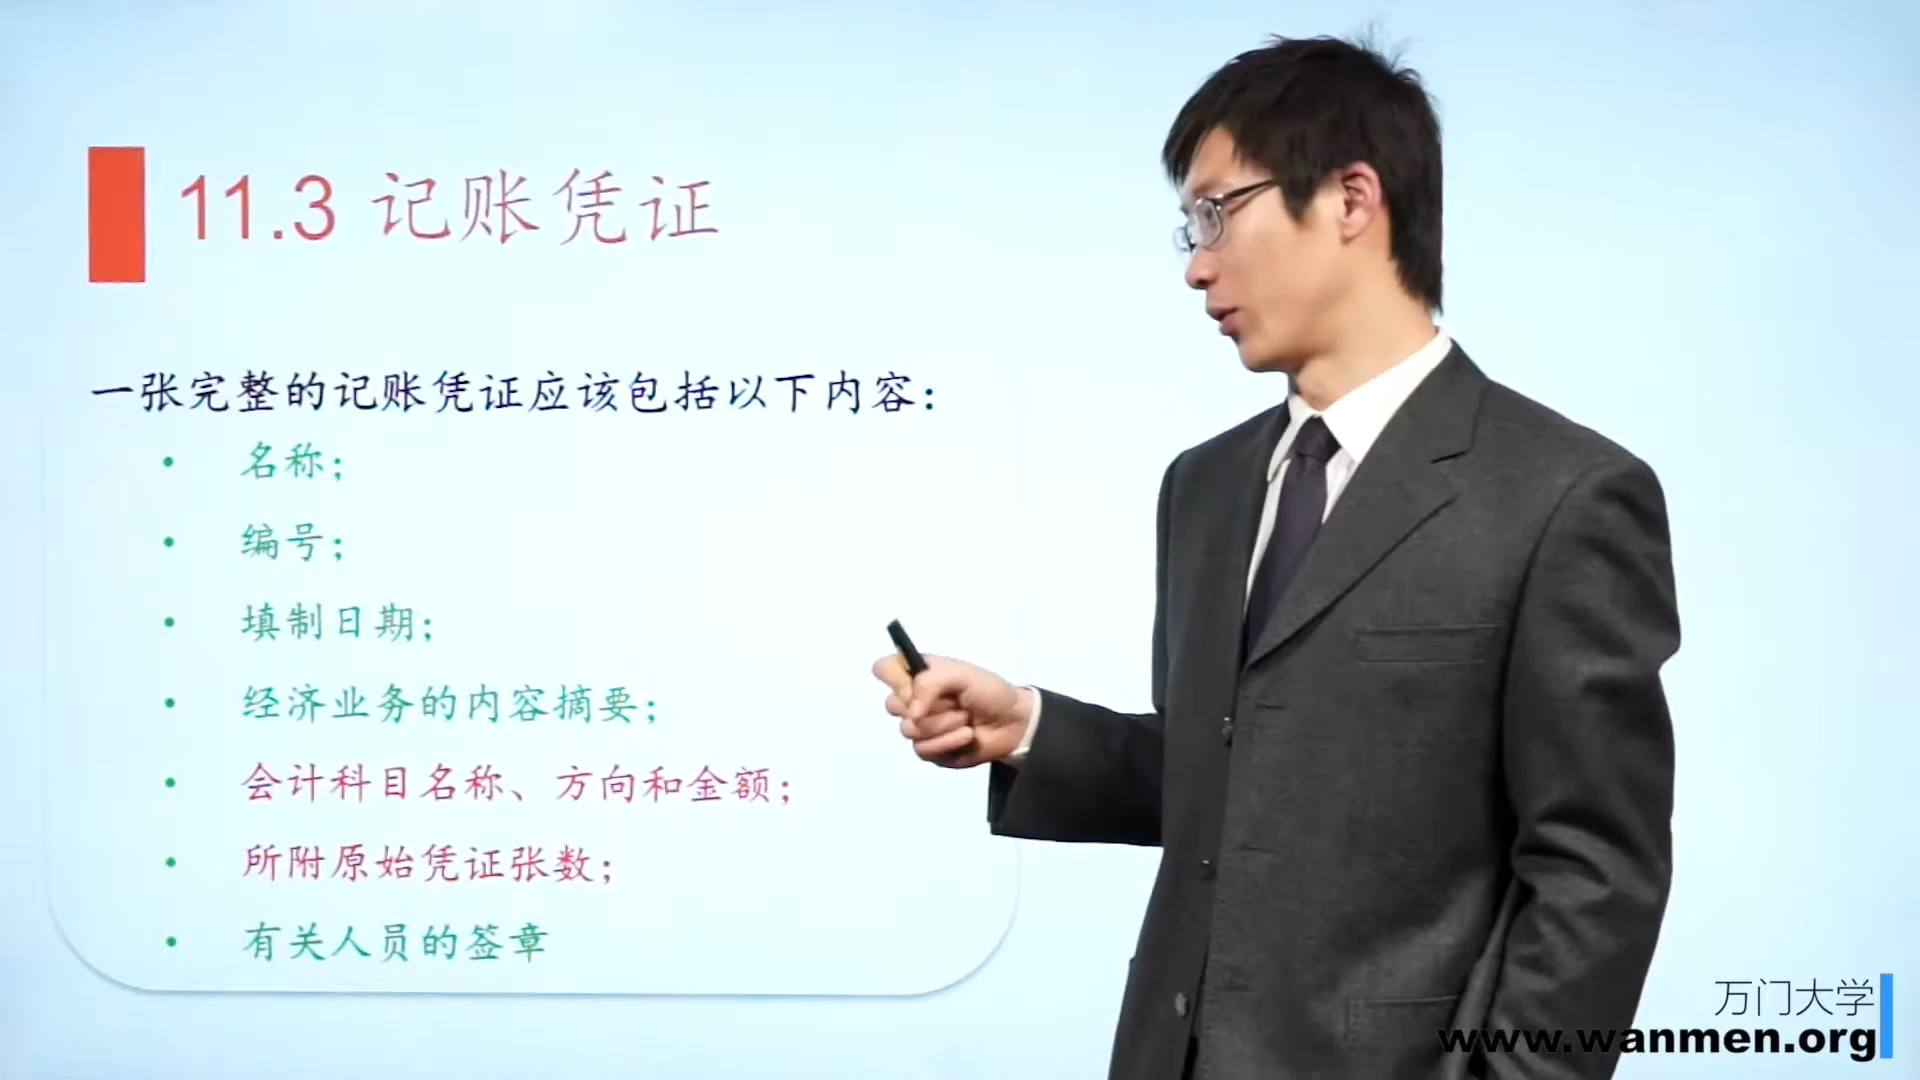 11.3 记账凭证
一张完整的记账凭证应该包括以下内容：
• 名称；
• 编号；
• 填制日期；
• 经济业务的内容摘要；
• 会计科目名称、方向和金额；
• 所附原始凭证张数；
• 有关人员的签章
万门大学
www.wanmen.org